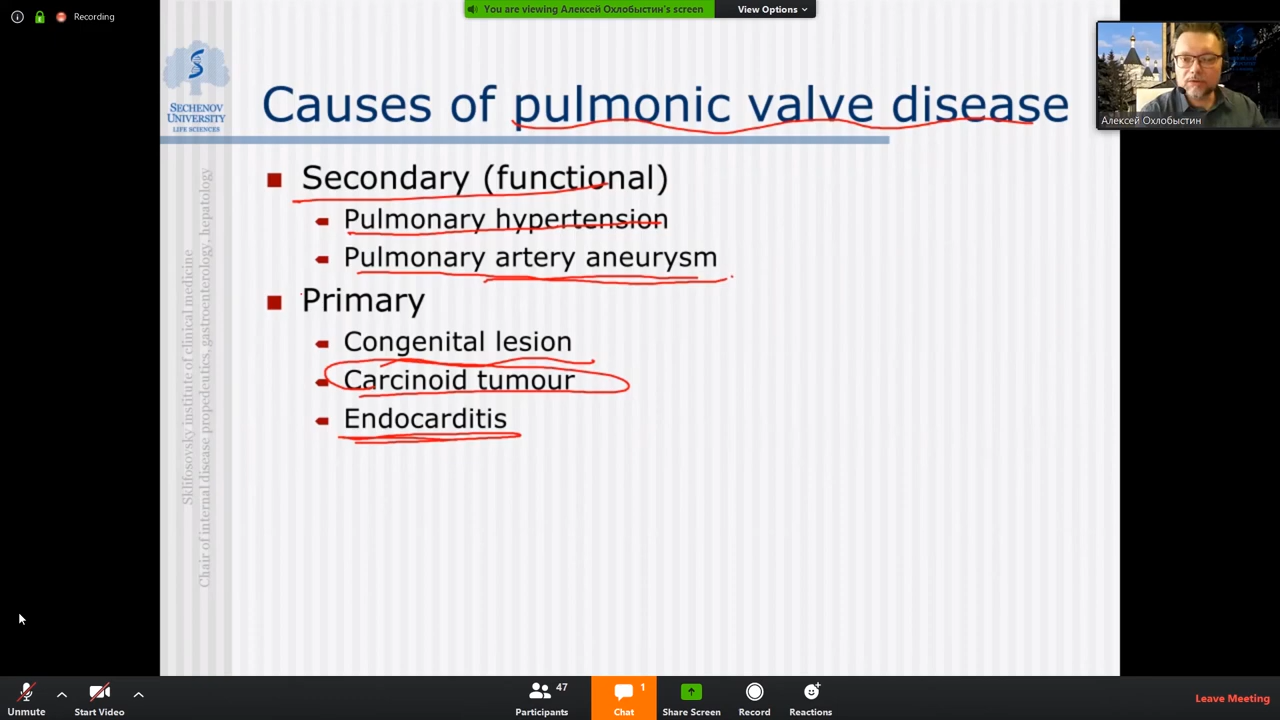 Recording
You are viewing Алексей Охлобыстин's screen
View Options
SECHENOV
UNIVERSITY
LIFE SCIENCES
Causes of pulmonic valve disease
Алексей Охлобыстин
Secondary (functional)
Pulmonary hypertension
Pulmonary artery aneurysm
Primary
Congenital lesion
Carcinoid tumour
Endocarditis
Sklifosovsky institute of clinical medicine
Chair of internal disease propedeutics, gastroenterology, hepatology
Unmute
Start Video
47
Participants
1
Chat
Share Screen
Record
Reactions
Leave Meeting